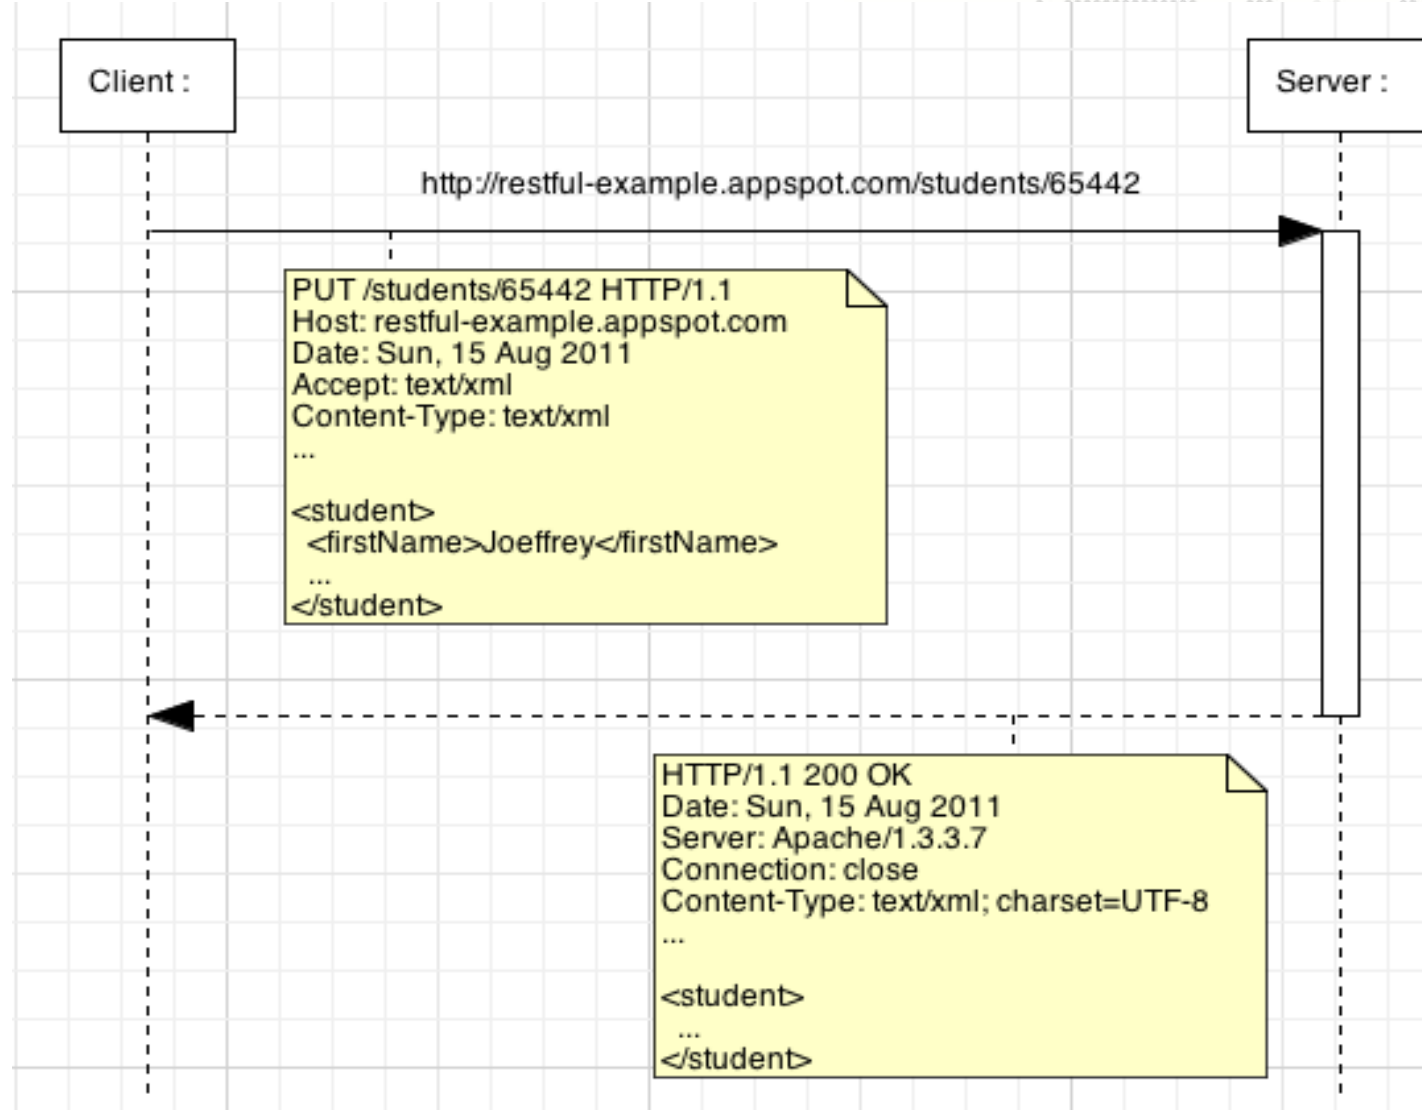 Client :
Server :
http://restful-example.appspot.com/students/65442
PUT /students/65442 HTTP/1.1
Host: restful-example.appspot.com
Date: Sun, 15 Aug 2011
Accept: text/xml
Content-Type: text/xml
...
<student>
<firstName>Joeffrey</firstName>
...
</student>
HTTP/1.1 200 OK
Date: Sun, 15 Aug 2011
Server: Apache/1.3.3.7
Connection: close
Content-Type: text/xml; charset=UTF-8
...
<student>
...
</student>